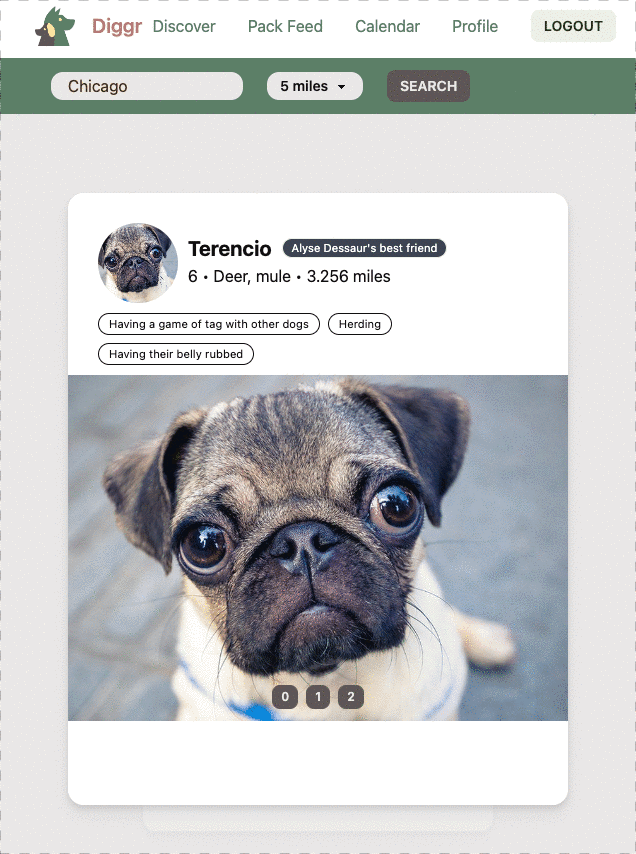 Diggr Discover Pack Feed Calendar Profile LOGOUT
Chicago 5 miles SEARCH
Terencio Alyse Dessaur's best friend
6 • Deer, mule • 3.256 miles
Having a game of tag with other dogs Herding
Having their belly rubbed
0 1 2